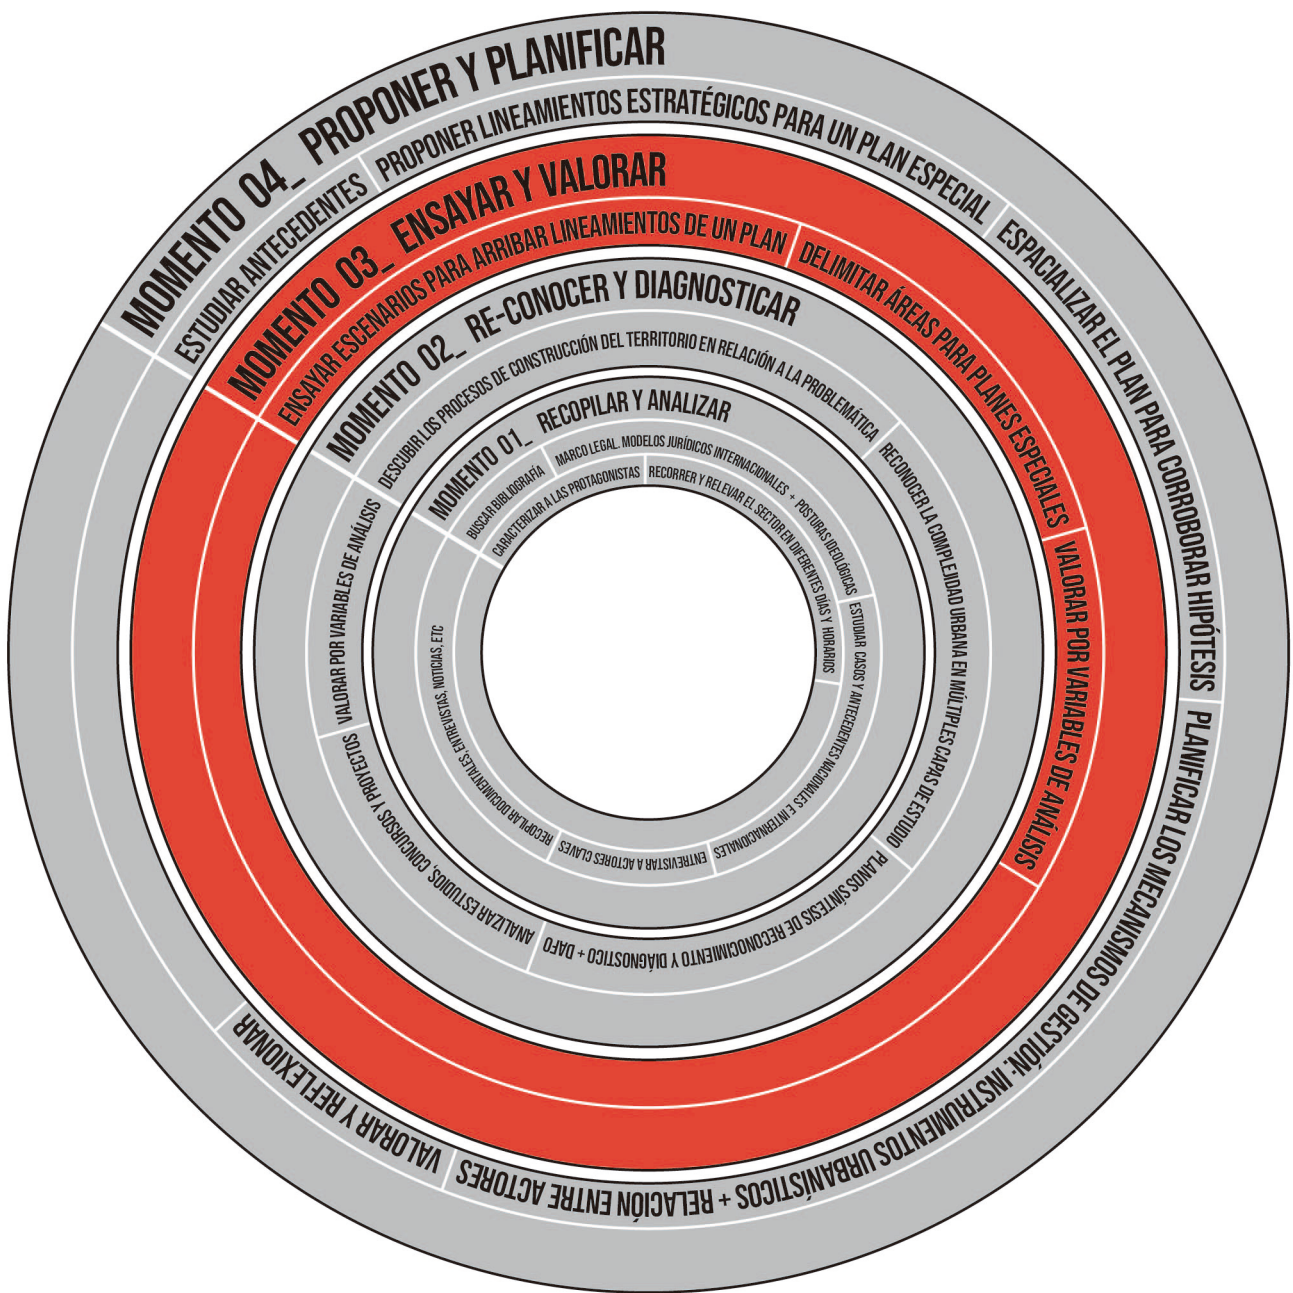 MOMENTO 04_ PROPONER Y PLANIFICAR
ESTUDIAR ANTECEDENTES
PROPONER LINEAMIENTOS ESTRATÉGICOS PARA UN PLAN ESPECIAL
ESPACIALIZAR EL PLAN PARA CORROBORAR HIPÓTESIS
PLANIFICAR LOS MECANISMOS DE GESTIÓN: INSTRUMENTOS URBANÍSTICOS + RELACIÓN ENTRE ACTORES
VALORAR Y REFLEXIONAR
MOMENTO 03_ ENSAYAR Y VALORAR
ENSAYAR ESCENARIOS PARA ARRIBAR LINEAMIENTOS DE UN PLAN
DELIMITAR ÁREAS PARA PLANES ESPECIALES
VALORAR POR VARIABLES DE ANÁLISIS
MOMENTO 02_ RE-CONOCER Y DIAGNOSTICAR
DESCUBIR LOS PROCESOS DE CONSTRUCCIÓN DEL TERRITORIO EN RELACIÓN A LA PROBLEMÁTICA
RECONOCER LA COMPLEJIDAD URBANA EN MÚLTIPLES CAPAS DE ESTUDIO
PLANOS SÍNTESIS DE RECONOCIMIENTO Y DIÁGNOSTICO + DAFO
ANALIZAR ESTUDIOS, CONCURSOS Y PROYECTOS
VALORAR POR VARIABLES DE ANÁLISIS
MOMENTO 01_ RECOPILAR Y ANALIZAR
BUSCAR BIBLIOGRAFÍA
MARCO LEGAL. MODELOS JURÍDICOS INTERNACIONALES + POSTURAS IDEOLÓGICAS
ESTUDIAR CASOS Y ANTECEDENTES NACIONALES E INTERNACIONALES
ENTREVISTAR A ACTORES CLAVES
RECOPILAR DOCUMENTALES, ENTREVISTAS, NOTICIAS, ETC
CARACTERIZAR A LAS PROTAGONISTAS
RECORRER Y RELEVAR EL SECTOR EN DIFERENTES DÍAS Y HORARIOS